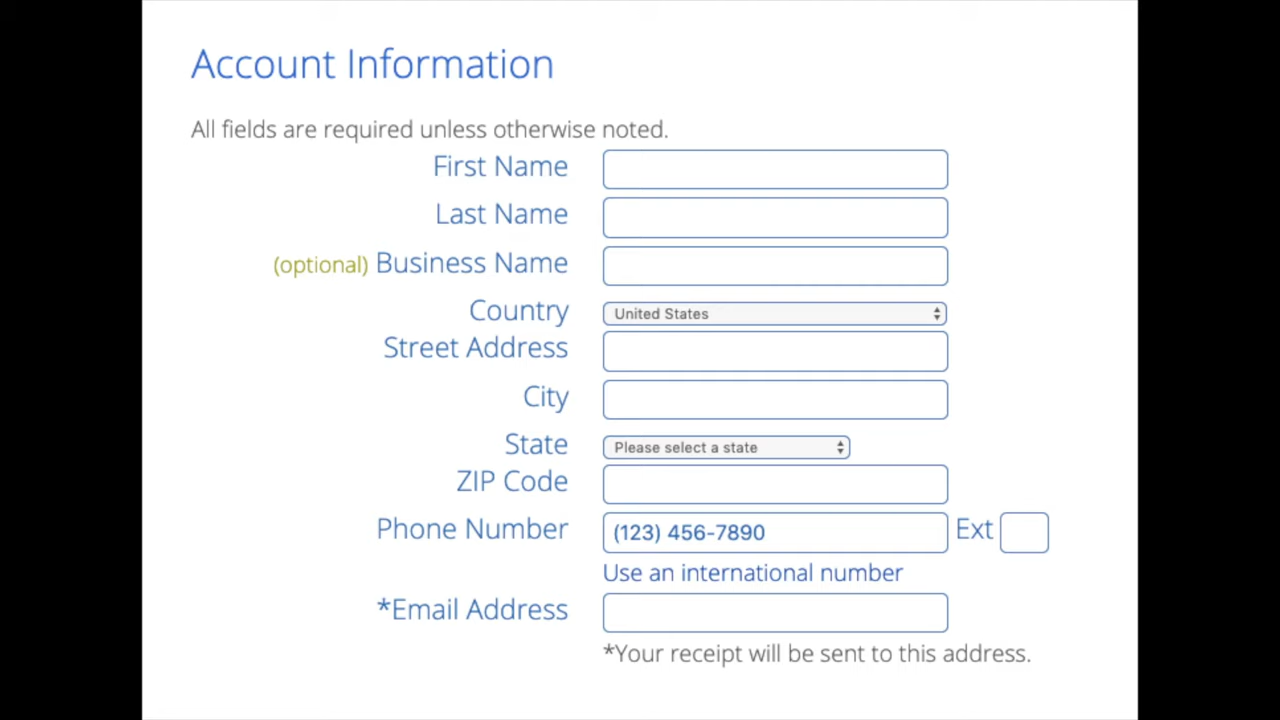 Account Information
All fields are required unless otherwise noted.
First Name
Last Name
(optional) Business Name
Country United States
Street Address
City
State Please select a state
ZIP Code
Phone Number (123) 456-7890 Ext
Use an international number
*Email Address
*Your receipt will be sent to this address.